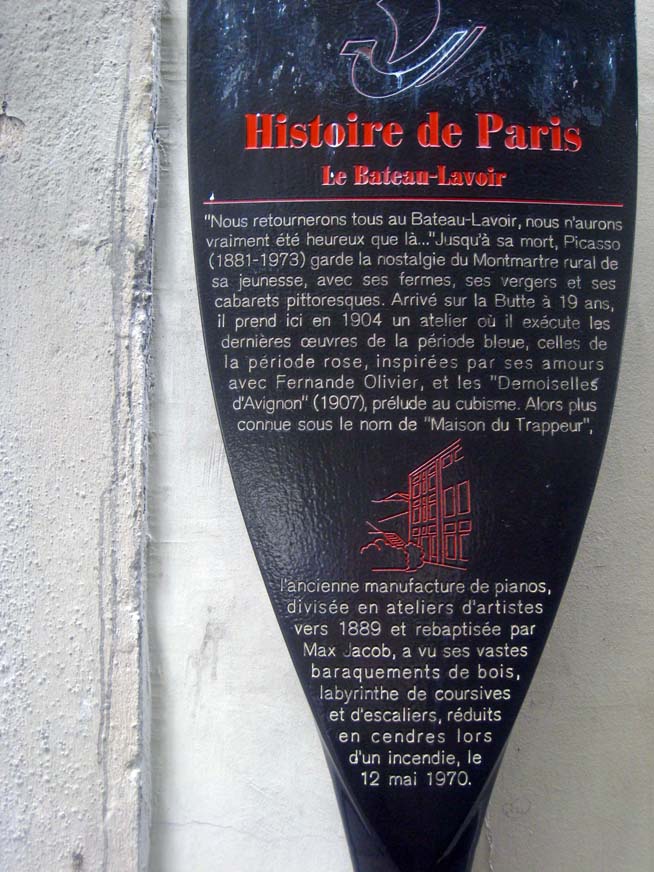 Histoire de Paris
Le Bateau-Lavoir
"Nous retournerons tous au Bateau-Lavoir, nous n'aurons
vraiment été heureux que là..."Jusqu'à sa mort, Picasso
(1881-1973) garde la nostalgie du Montmartre rural de
sa jeunesse, avec ses fermes, ses vergers et ses
cabarets pittoresques. Arrivé sur la Butte à 19 ans,
il prend ici en 1904 un atelier où il exécute les
dernières œuvres de la période bleue, celles de
la période rose, inspirées par ses amours
avec Fernande Olivier, et les "Demoiselles
d'Avignon" (1907), prélude au cubisme. Alors plus
connue sous le nom de "Maison du Trappeur",
l'ancienne manufacture de pianos,
divisée en ateliers d'artistes
vers 1889 et rebaptisée par
Max Jacob, a vu ses vastes
baraquements de bois,
labyrinthe de coursives
et d'escaliers, réduits
en cendres lors
d'un incendie, le
12 mai 1970.